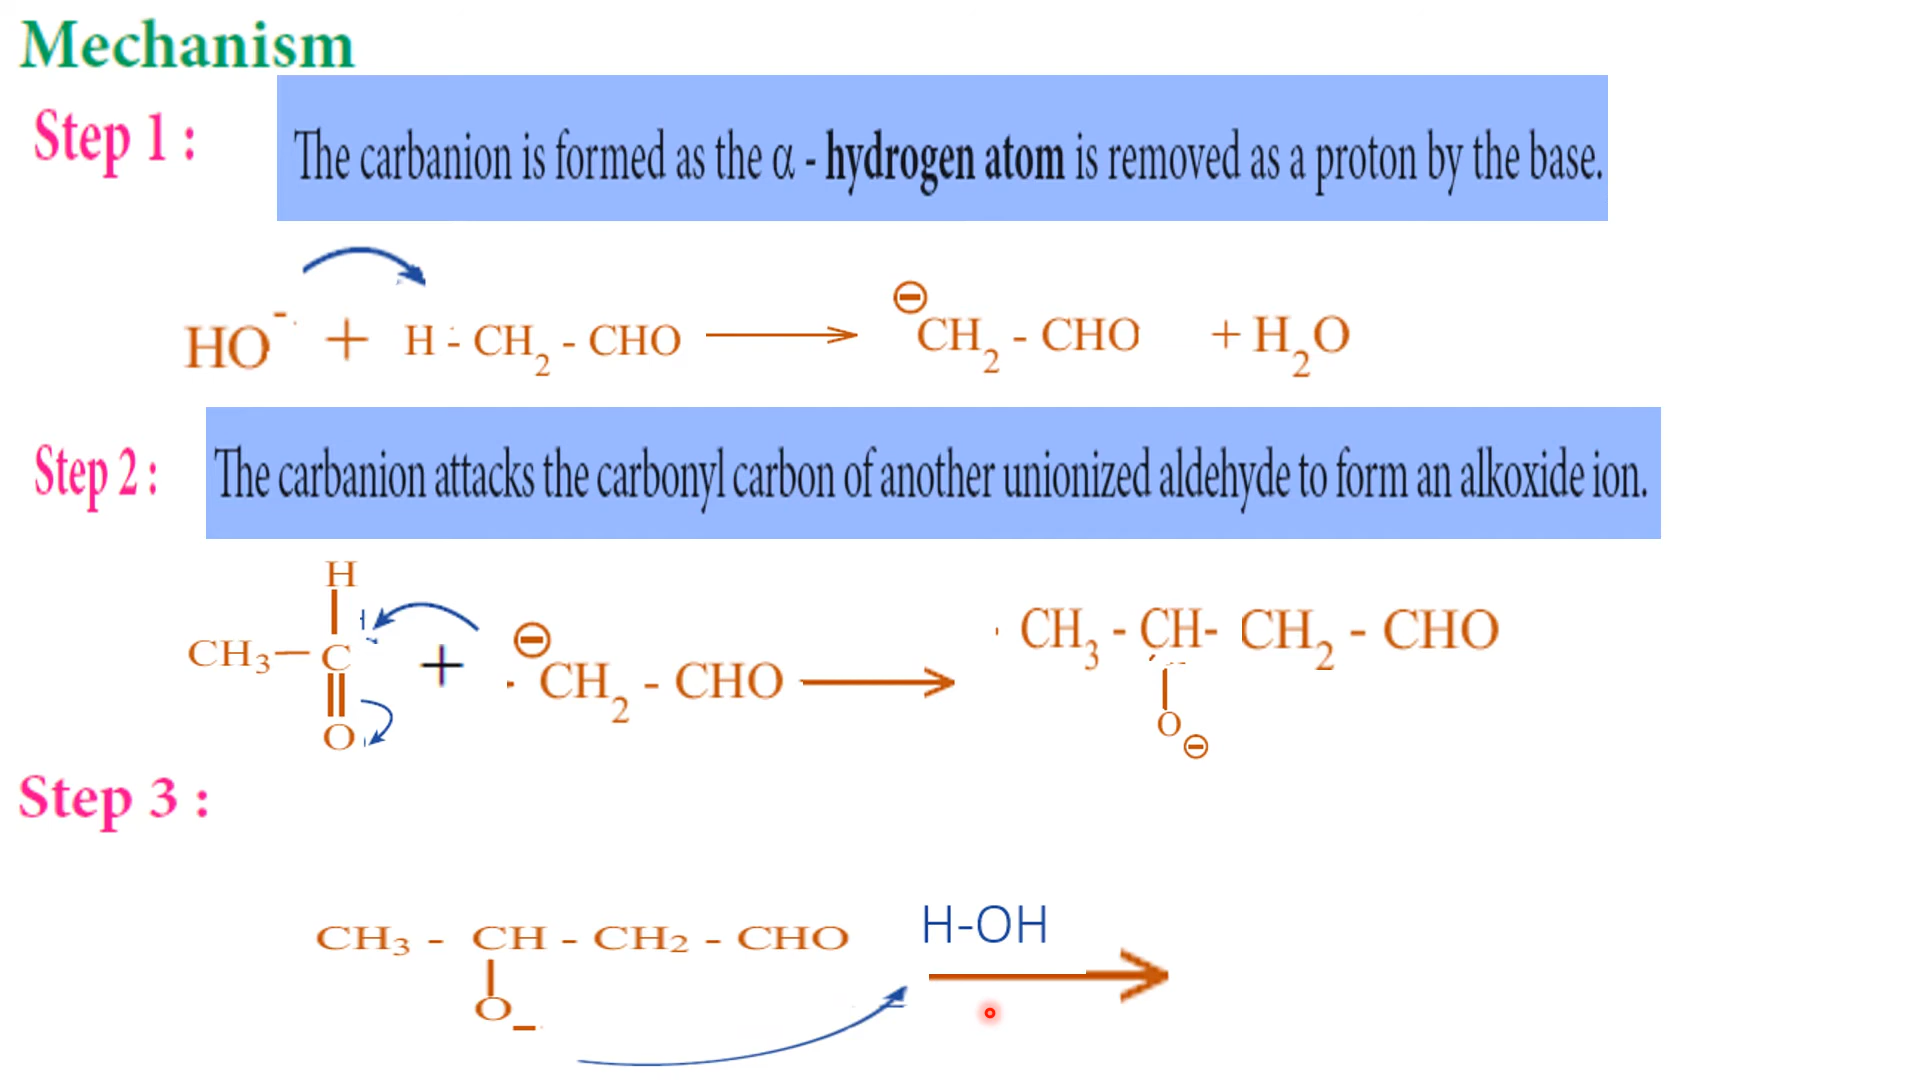 Mechanism
Step 1 :
The carbanion is formed as the α - hydrogen atom is removed as a proton by the base.
HO⁻ + H - CH₂ - CHO ⟶ ⊖CH₂ - CHO + H₂O
Step 2 :
The carbanion attacks the carbonyl carbon of another unionized aldehyde to form an alkoxide ion.
H
CH₃ — C + ⊖CH₂ - CHO ⟶ CH₃ - CH - CH₂ - CHO
O
O⊖
Step 3 :
H-OH
CH₃ - CH - CH₂ - CHO ⟶
O⁻